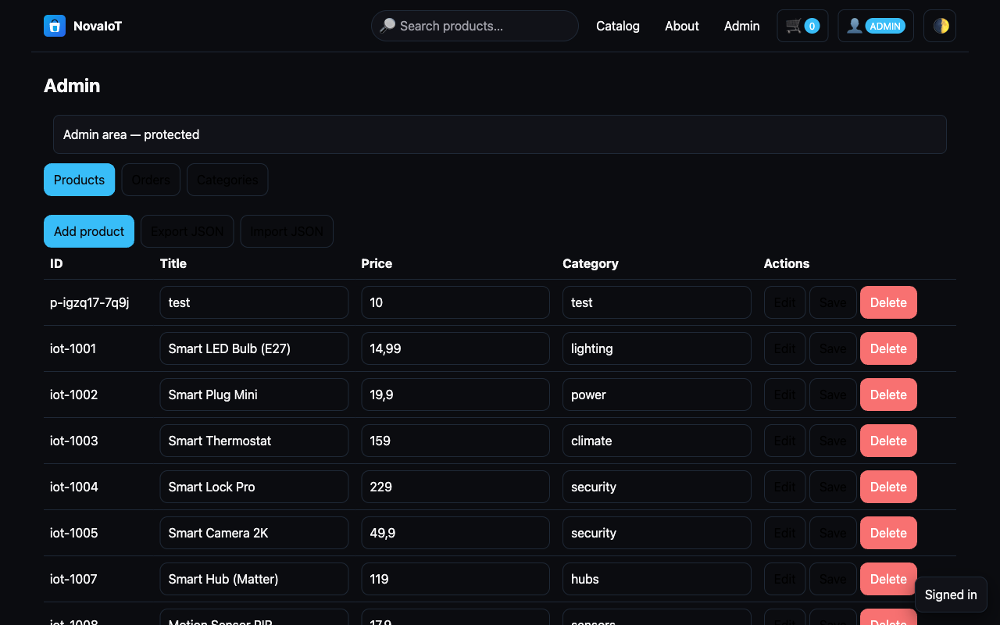 NovaIoT
Search products...
Catalog
About
Admin
0
ADMIN
Admin
Admin area — protected
Products
Orders
Categories
Add product
Export JSON
Import JSON
ID Title Price Category Actions
p-igzq17-7q9j test 10 test Edit Save Delete
iot-1001 Smart LED Bulb (E27) 14,99 lighting Edit Save Delete
iot-1002 Smart Plug Mini 19,9 power Edit Save Delete
iot-1003 Smart Thermostat 159 climate Edit Save Delete
iot-1004 Smart Lock Pro 229 security Edit Save Delete
iot-1005 Smart Camera 2K 49,9 security Edit Save Delete
iot-1007 Smart Hub (Matter) 119 hubs Edit Save Delete
Signed in
iot-1008 Motion Sensor PIR 17,9 sensors Edit Save Delete